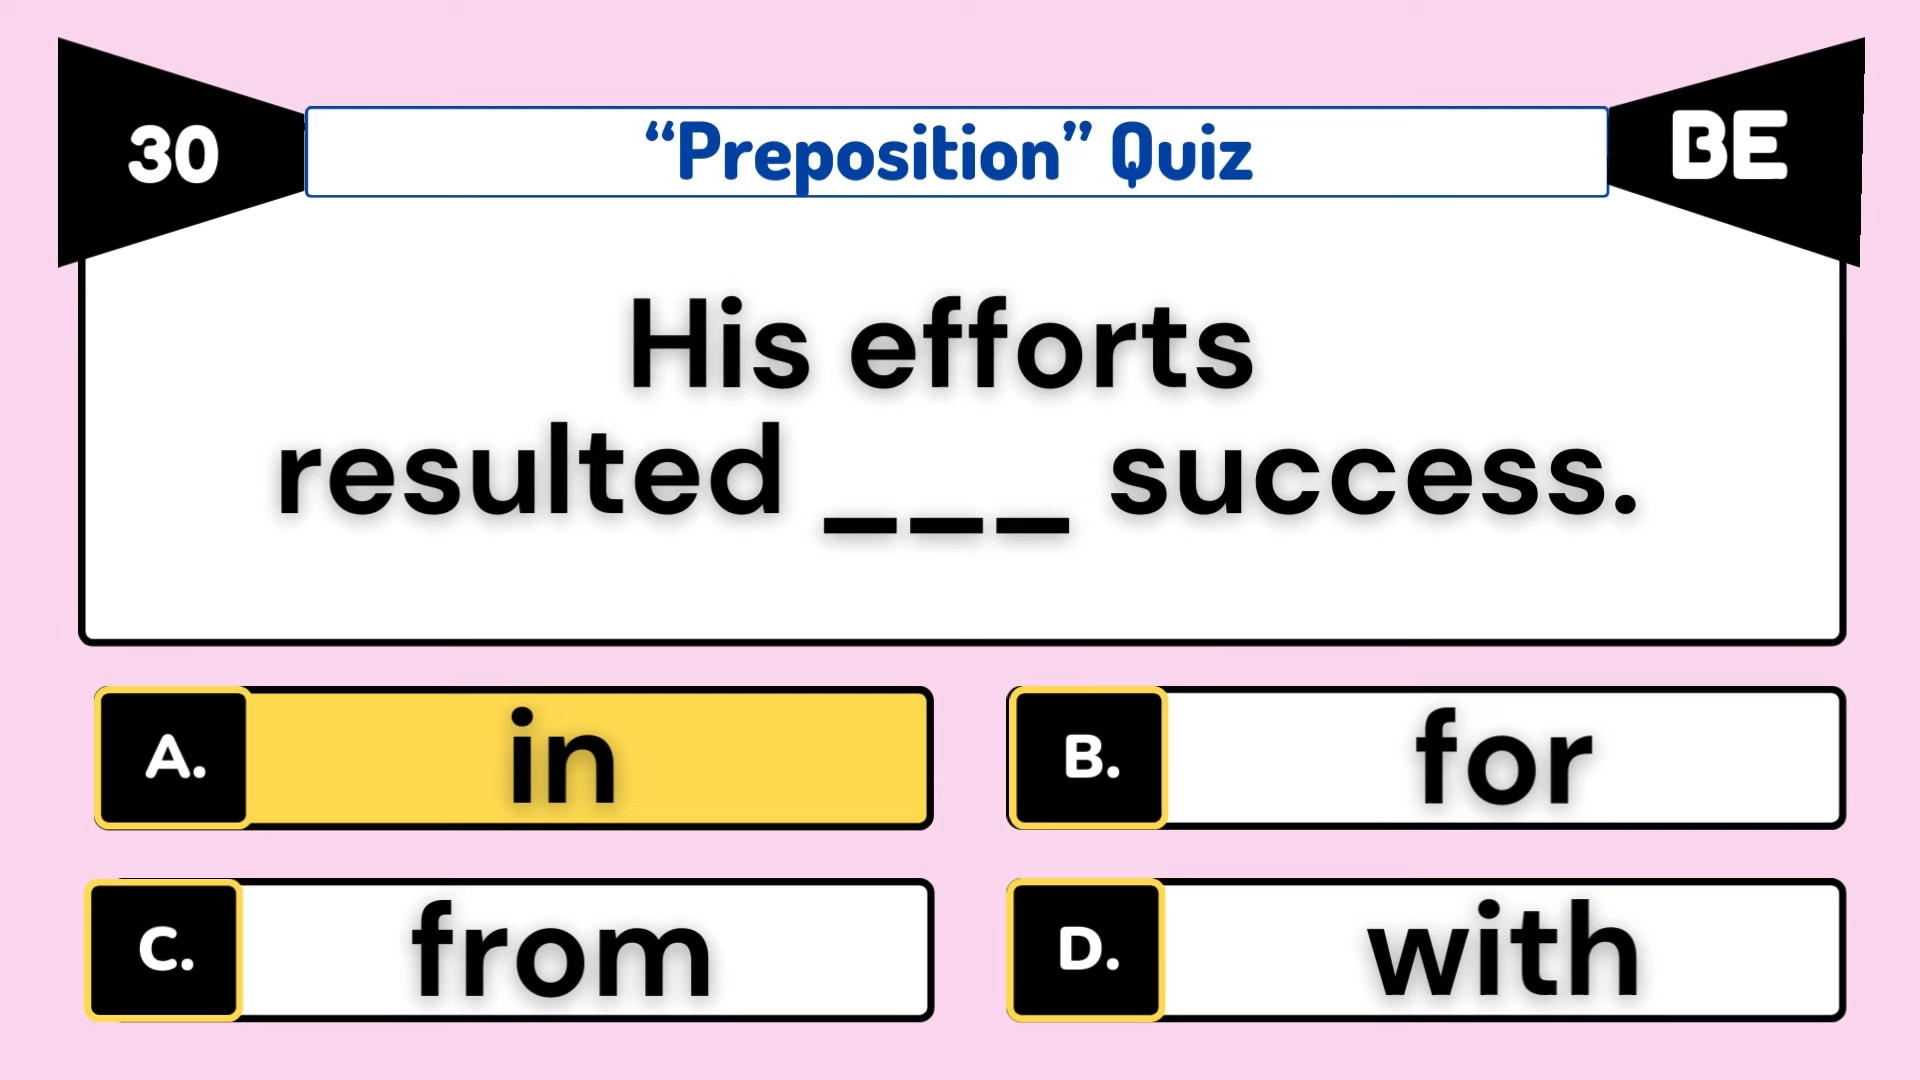 30
“Preposition” Quiz
BE
His efforts
resulted ___ success.
A.
in
B.
for
C.
from
D.
with